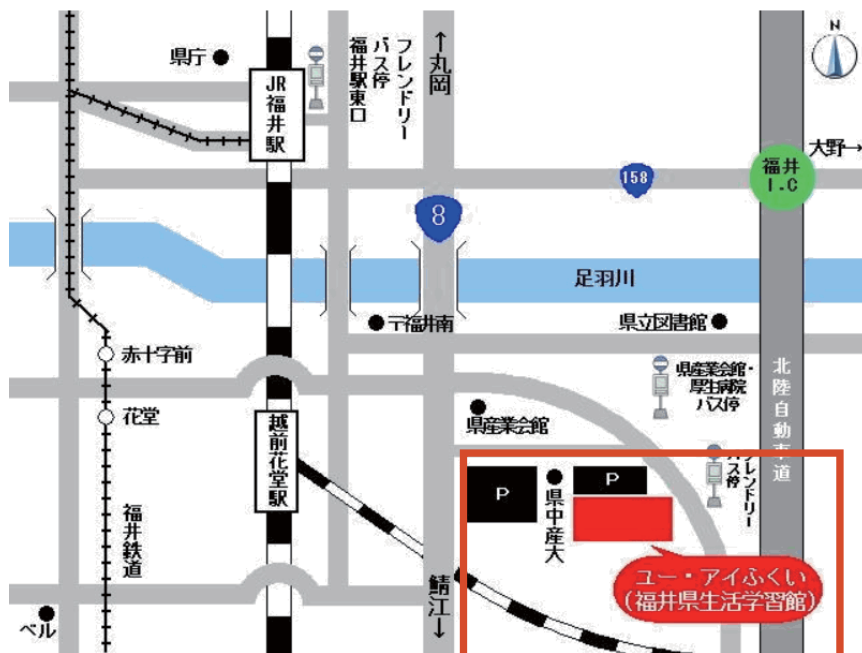 N
県庁
JR
福井駅
フレンドリー
バス停
福井駅東口
↑丸岡
大野→
福井
I.C
158
8
足羽川
〒福井南
県立図書館
赤十字前
花堂
県産業会館・
厚生病院
バス停
北陸自動車道
県産業会館
越前花堂駅
フレンドリー
バス停
P
県中産大
P
福井鉄道
ユー・アイふくい
(福井県生活学習館)
鯖江↓
ベル